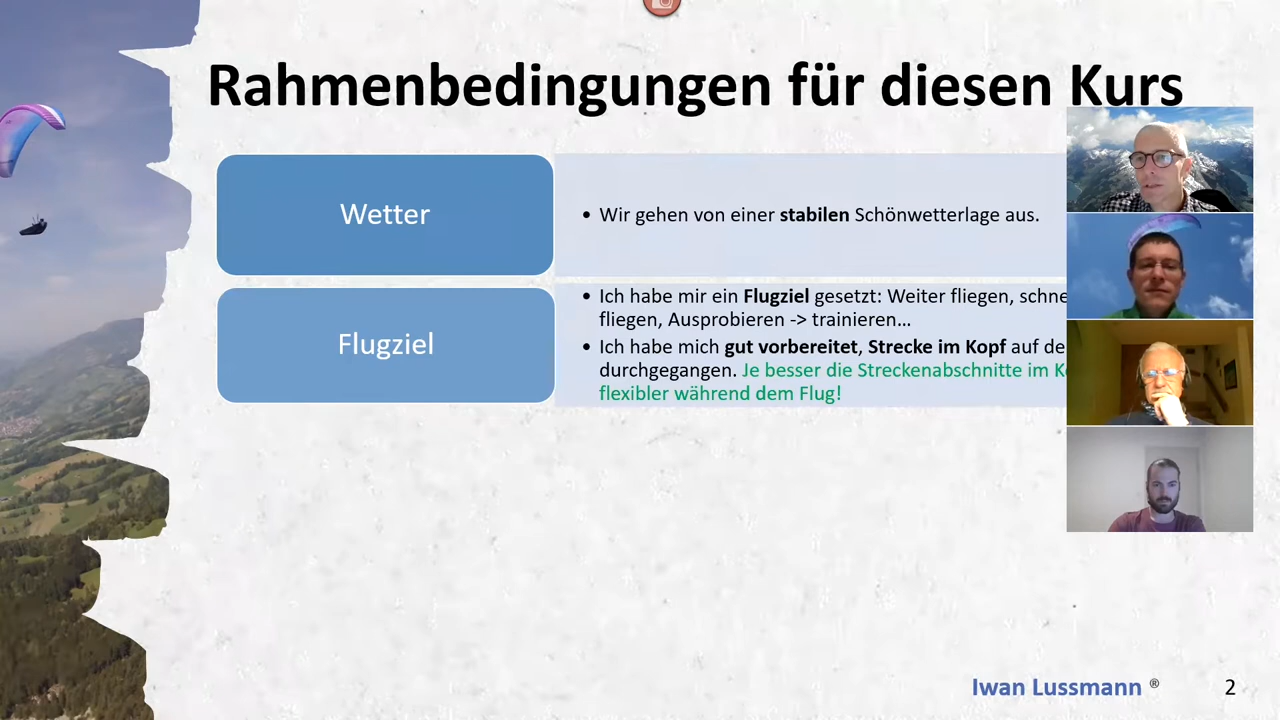 Rahmenbedingungen für diesen Kurs
Wetter
• Wir gehen von einer stabilen Schönwetterlage aus.
Flugziel
• Ich habe mir ein Flugziel gesetzt: Weiter fliegen,
fliegen, Ausprobieren -> trainieren...
• Ich habe mich gut vorbereitet, Strecke im Kopf auf
durchgegangen. Je besser die Streckenabschnitte im
flexibler während dem Flug!
Iwan Lussmann ®
2